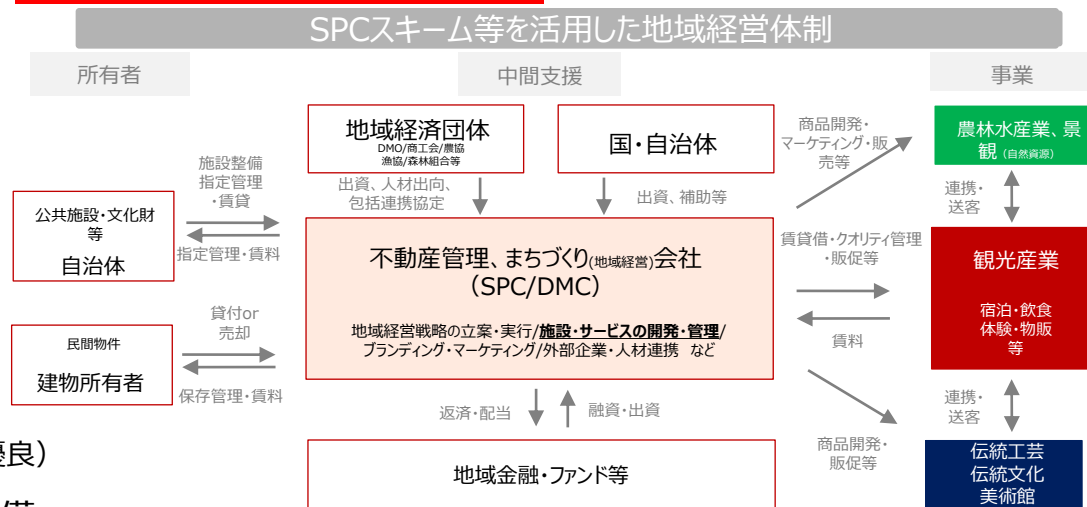 SPCスキーム等を活用した地域経営体制
所有者
中間支援
事業
地域経済団体
DMO/商工会/農協
漁協/森林組合等
国・自治体
商品開発・
マーケティング・販
売等
農林水産業、景
観(自然資源)
施設整備
指定管理
・賃貸
出資、人材出向、
包括連携協定
出資、補助等
連携・
送客
公共施設・文化財
等
自治体
指定管理・賃料
不動産管理、まちづくり(地域経営)会社
(SPC/DMC)
地域経営戦略の立案・実行/施設・サービスの開発・管理/
ブランディング・マーケティング/外部企業・人材連携 など
賃貸借・クオリティ管理
・販促等
賃料
観光産業
宿泊・飲食
体験・物販
等
貸付or
売却
民間物件
建物所有者
保存管理・賃料
返済・配当
融資・出資
連携・
送客
商品開発・
販促等
地域金融・ファンド等
伝統工芸
伝統文化
美術館
優良)